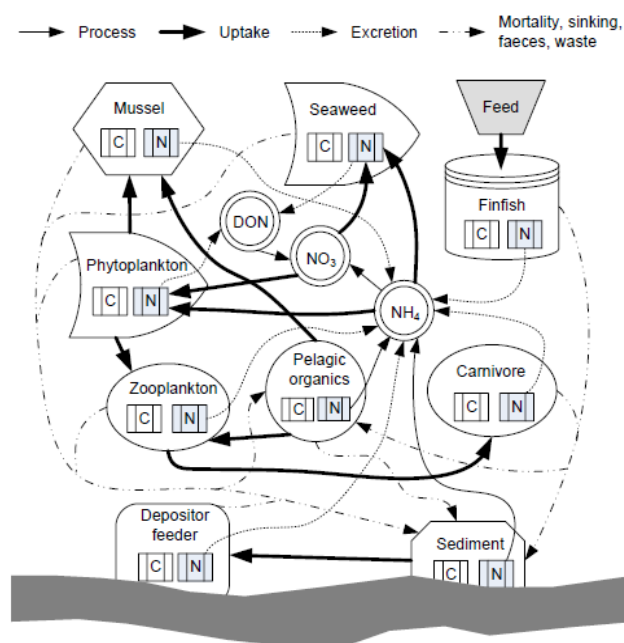 Process
Uptake
Excretion
Mortality, sinking,
faeces, waste
Mussel
C N
Seaweed
C N
Feed
Finfish
C N
DON
NO3
NH4
Phytoplankton
C N
Zooplankton
C N
Pelagic
organics
C N
Carnivore
C N
Depositor
feeder
C N
Sediment
C N